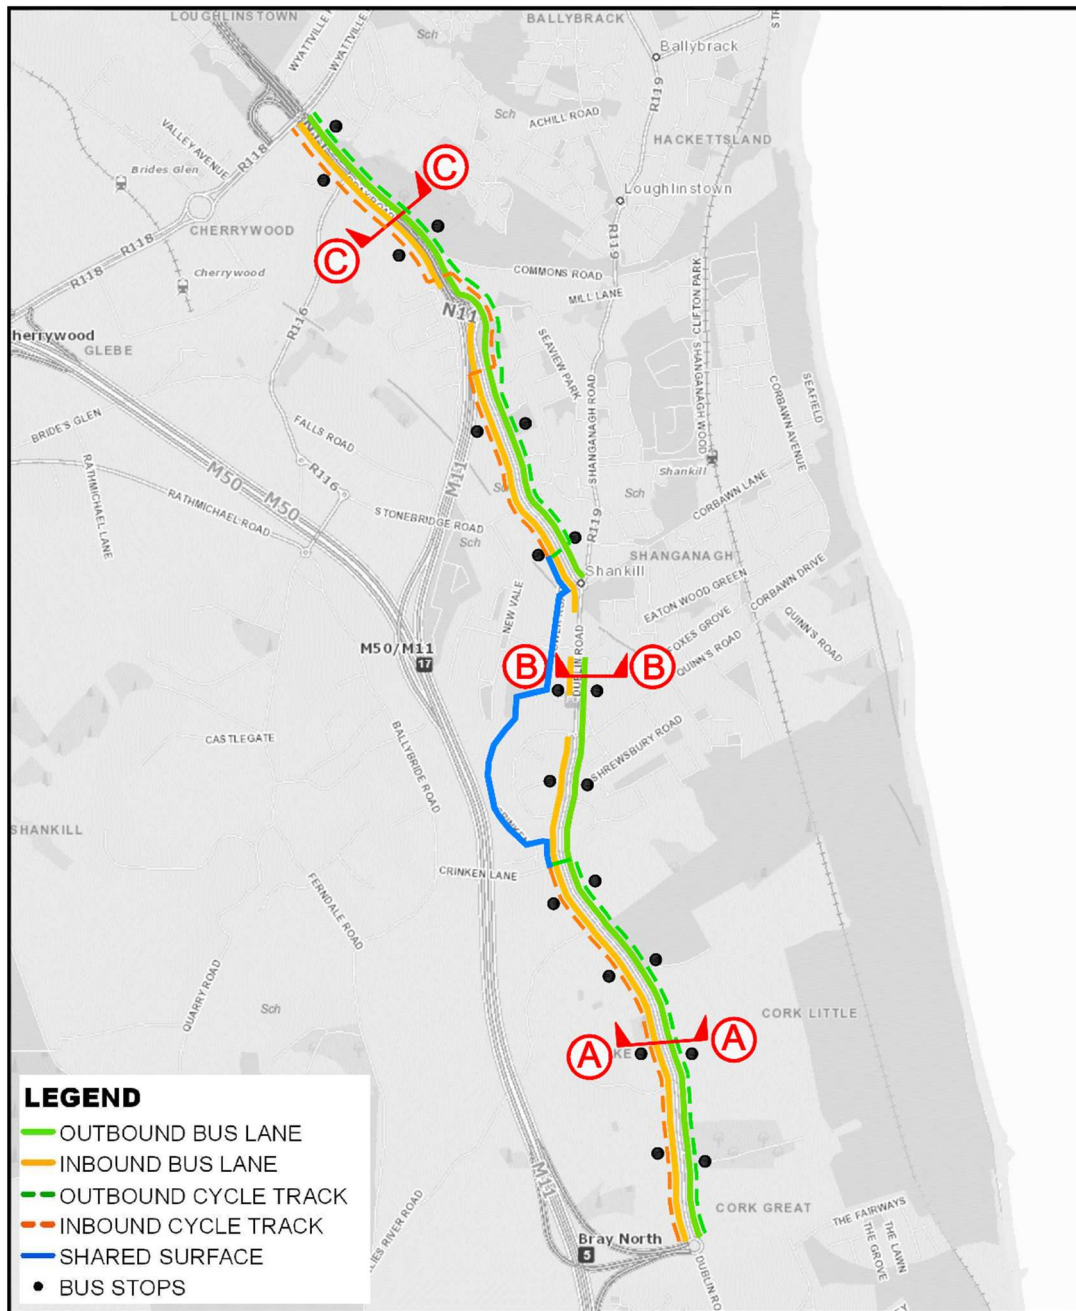 LOUGHLINSTOWN
BALLYBRACK
WYATTVILLE
WYATTVILLE
Sch
Ballybrack
R119
Sch
ACHILL ROAD
HACKETTSLAND
VALLEY AVENUE
R118
Brides Glen
C
Loughlinstown
CHERRYWOOD
C
R119
R118
R118
Cherrywood
COMMONS ROAD
MILL LANE
N11
R116
herrywood
GLEBE
SEAVIEW PARK
SHANGANAGH ROAD
CLIFTON PARK
SHANGANAGH WOOD
SEAFIELD
CORBAWN AVENUE
BRIDE'S GLEN
FALLS ROAD
M50
R116
M11
RATHMICHAEL LANE
RATHMICHAEL ROAD
M50
STONEBRIDGE ROAD
Sch
Shankill
Sch
CORBAWN LANE
R119
SHANGANAGH
Shankill
CORBAWN DRIVE
EATON WOOD GREEN
NEW VALE
FOXES GROVE
QUINN'S ROAD
QUINN'S ROAD
M50/M11
17
B
DUBLIN ROAD
B
CASTLEGATE
BALLYBRIDE ROAD
SHREWSBURY ROAD
SHANKILL
CRINKEN LANE
FERNDALE ROAD
QUARRY ROAD
Sch
CORK LITTLE
A
A
LEGEND
OUTBOUND BUS LANE
INBOUND BUS LANE
OUTBOUND CYCLE TRACK
INBOUND CYCLE TRACK
SHARED SURFACE
BUS STOPS
M11
LIES RIVER ROAD
CORK GREAT
THE FAIRWAYS
THE LAWN
THE GROVE
Bray North
5
DUBLIN RO